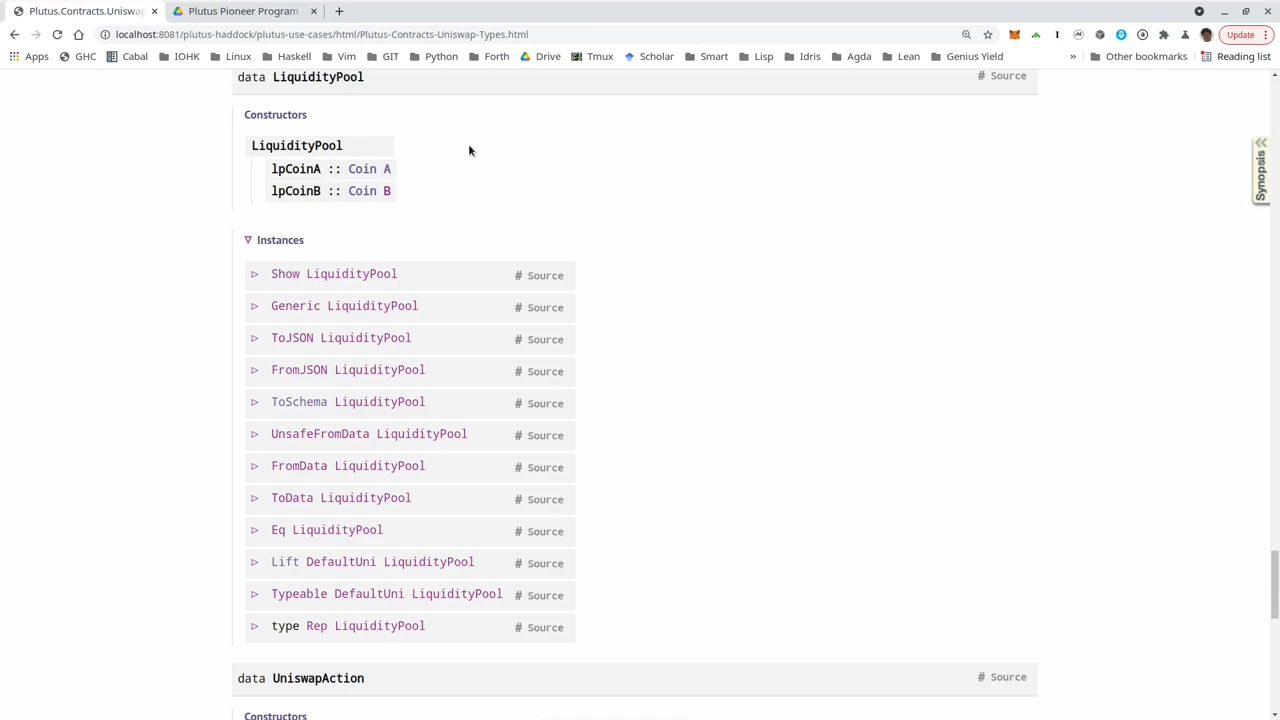 Plutus.Contracts.Uniswap
Plutus Pioneer Program -
localhost:8081/plutus-haddock/plutus-use-cases/html/Plutus-Contracts-Uniswap-Types.html
Update
Apps GHC Cabal IOHK Linux Haskell Vim GIT Python Forth Drive Tmux Scholar Smart Lisp Idris Agda Lean Genius Yield » Other bookmarks Reading list
data LiquidityPool # Source
Constructors
LiquidityPool
lpCoinA :: Coin A
lpCoinB :: Coin B
Synopsis
Instances
Show LiquidityPool # Source
Generic LiquidityPool # Source
ToJSON LiquidityPool # Source
FromJSON LiquidityPool # Source
ToSchema LiquidityPool # Source
UnsafeFromData LiquidityPool # Source
FromData LiquidityPool # Source
ToData LiquidityPool # Source
Eq LiquidityPool # Source
Lift DefaultUni LiquidityPool # Source
Typeable DefaultUni LiquidityPool # Source
type Rep LiquidityPool # Source
data UniswapAction # Source
Constructors